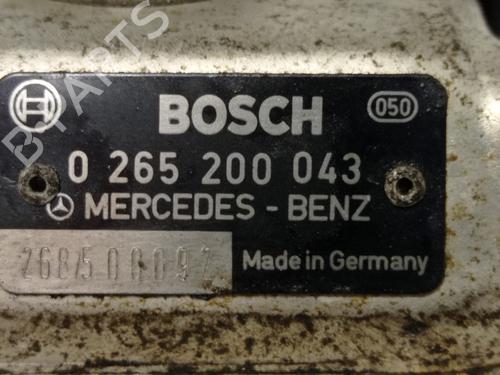 BOSCH
050
0 265 200 043
MERCEDES - BENZ
Made in Germany